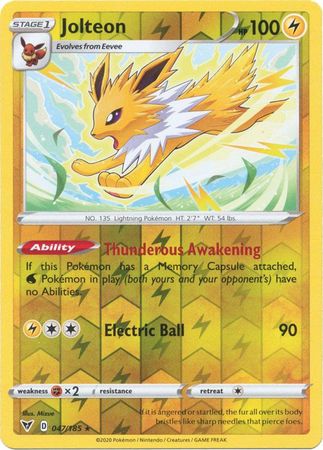 STAGE 1 Jolteon HP 100
Evolves from Eevee
NO. 135 Lightning Pokémon HT. 2'7" WT. 54 lbs.
Ability Thunderous Awakening
If this Pokémon has a Memory Capsule attached,
Pokémon in play (both yours and your opponent's) have
no Abilities.
Electric Ball 90
weakness ×2 resistance retreat
Illus. Mizue
D 047/185 ★
If it is angered or startled, the fur all over its body
bristles like sharp needles that pierce foes.
©2020 Pokémon / Nintendo / Creatures / GAME FREAK